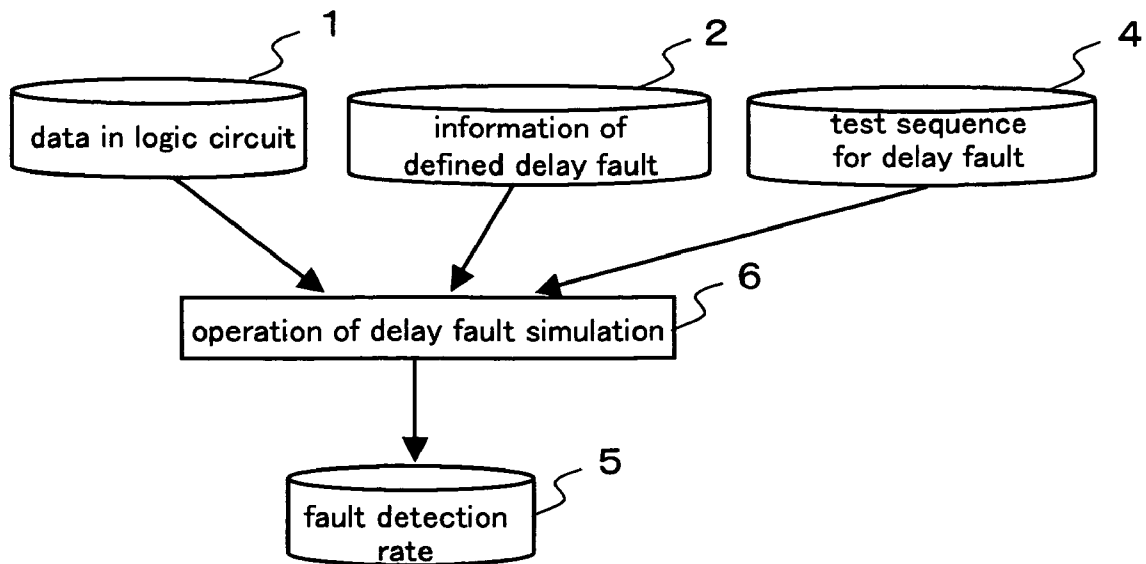 1
2
4
data in logic circuit
information of
defined delay fault
test sequence
for delay fault
6
operation of delay fault simulation
5
fault detection
rate